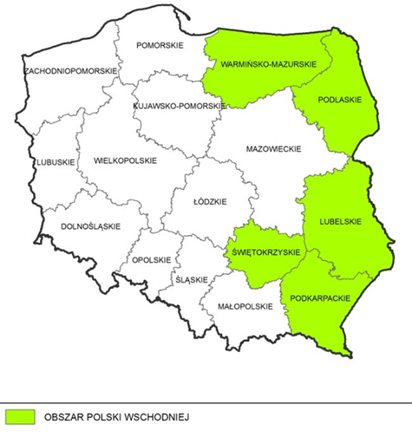 POMORSKIE
WARMIŃSKO-MAZURSKIE
ZACHODNIOPOMORSKIE
PODLASKIE
KUJAWSKO-POMORSKIE
MAZOWIECKIE
LUBUSKIE
WIELKOPOLSKIE
ŁÓDZKIE
LUBELSKIE
DOLNOŚLĄSKIE
ŚWIĘTOKRZYSKIE
OPOLSKIE
ŚLĄSKIE
PODKARPACKIE
MAŁOPOLSKIE
OBSZAR POLSKI WSCHODNIEJ